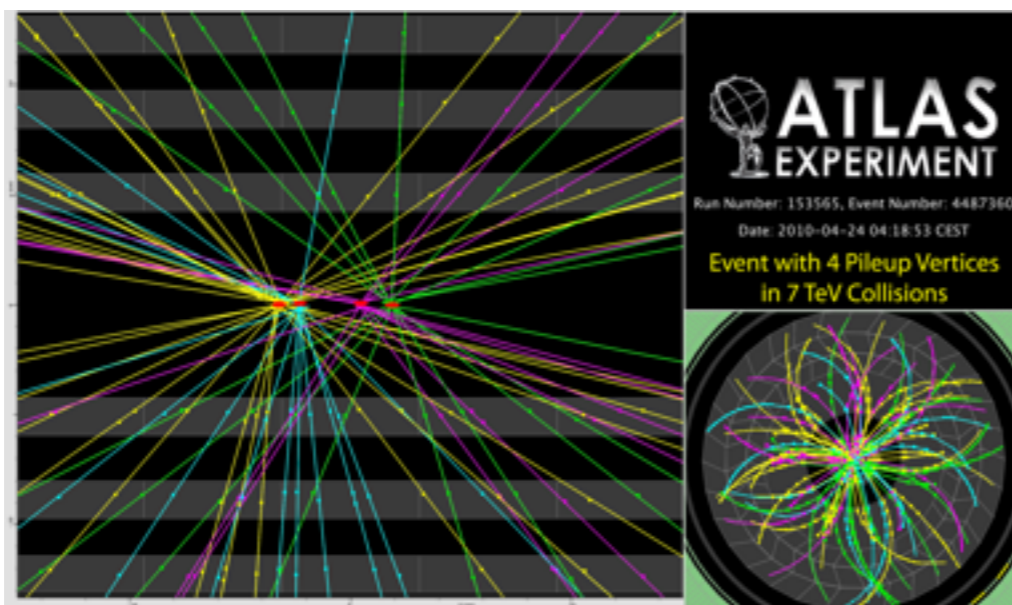 ATLAS
EXPERIMENT
Run Number: 153565, Event Number: 4487360
Date: 2010-04-24 04:18:53 CEST
Event with 4 Pileup Vertices
in 7 TeV Collisions